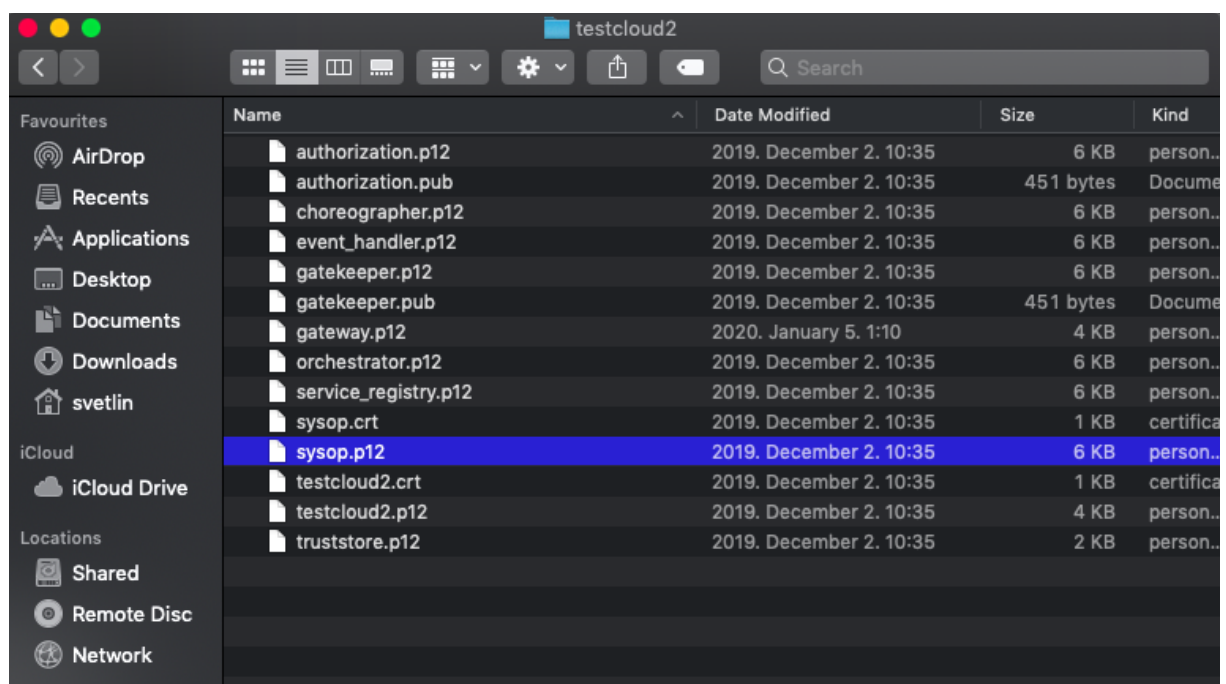 testcloud2
Search
Favourites
AirDrop
Recents
Applications
Desktop
Documents
Downloads
svetlin
iCloud
iCloud Drive
Locations
Shared
Remote Disc
Network
Name Date Modified Size Kind
authorization.p12 2019. December 2. 10:35 6 KB person...
authorization.pub 2019. December 2. 10:35 451 bytes Docume
choreographer.p12 2019. December 2. 10:35 6 KB person...
event_handler.p12 2019. December 2. 10:35 6 KB person...
gatekeeper.p12 2019. December 2. 10:35 6 KB person...
gatekeeper.pub 2019. December 2. 10:35 451 bytes Docume
gateway.p12 2020. January 5. 1:10 4 KB person...
orchestrator.p12 2019. December 2. 10:35 6 KB person...
service_registry.p12 2019. December 2. 10:35 6 KB person...
sysop.crt 2019. December 2. 10:35 1 KB certifica
sysop.p12 2019. December 2. 10:35 6 KB person...
testcloud2.crt 2019. December 2. 10:35 1 KB certifica
testcloud2.p12 2019. December 2. 10:35 4 KB person...
truststore.p12 2019. December 2. 10:35 2 KB person...